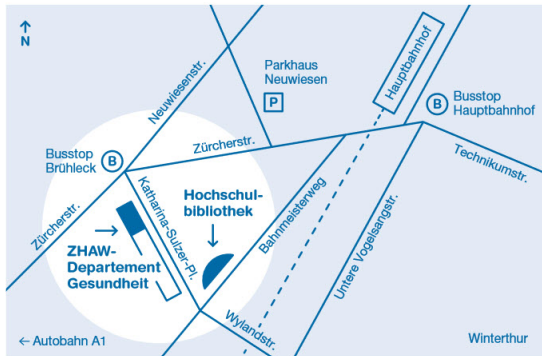 N
Neuwiesenstr.
Parkhaus
Neuwiesen
P
Hauptbahnhof
B
Busstop
Hauptbahnhof
Busstop
Brühleck
B
Zürcherstr.
Technikumstr.
Zürcherstr.
Katharina-Sulzer-Pl.
Hochschul-
bibliothek
Bahnmeisterweg
Untere Vogelsangstr.
ZHAW-
Departement
Gesundheit
Wylandstr.
← Autobahn A1
Winterthur